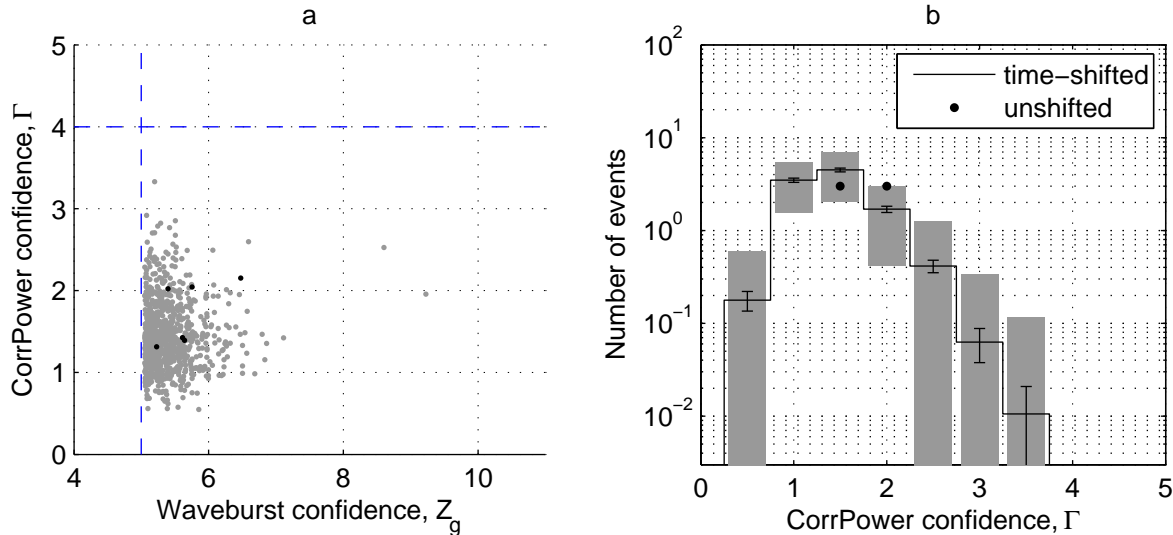 a
5
4
3
2
1
0
CorrPower confidence, Γ
4
6
8
10
Waveburst confidence, Z_g
b
time−shifted
unshifted
10^2
10^1
10^0
10^−1
10^−2
Number of events
0
1
2
3
4
5
CorrPower confidence, Γ